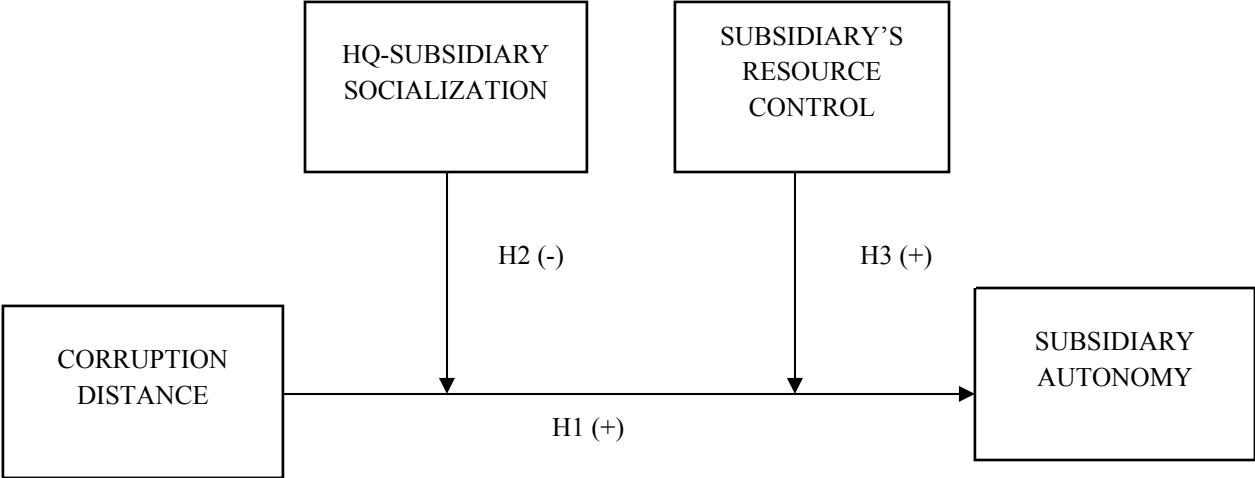 HQ-SUBSIDIARY
SOCIALIZATION
SUBSIDIARY’S
RESOURCE
CONTROL
H2 (-)
H3 (+)
CORRUPTION
DISTANCE
SUBSIDIARY
AUTONOMY
H1 (+)